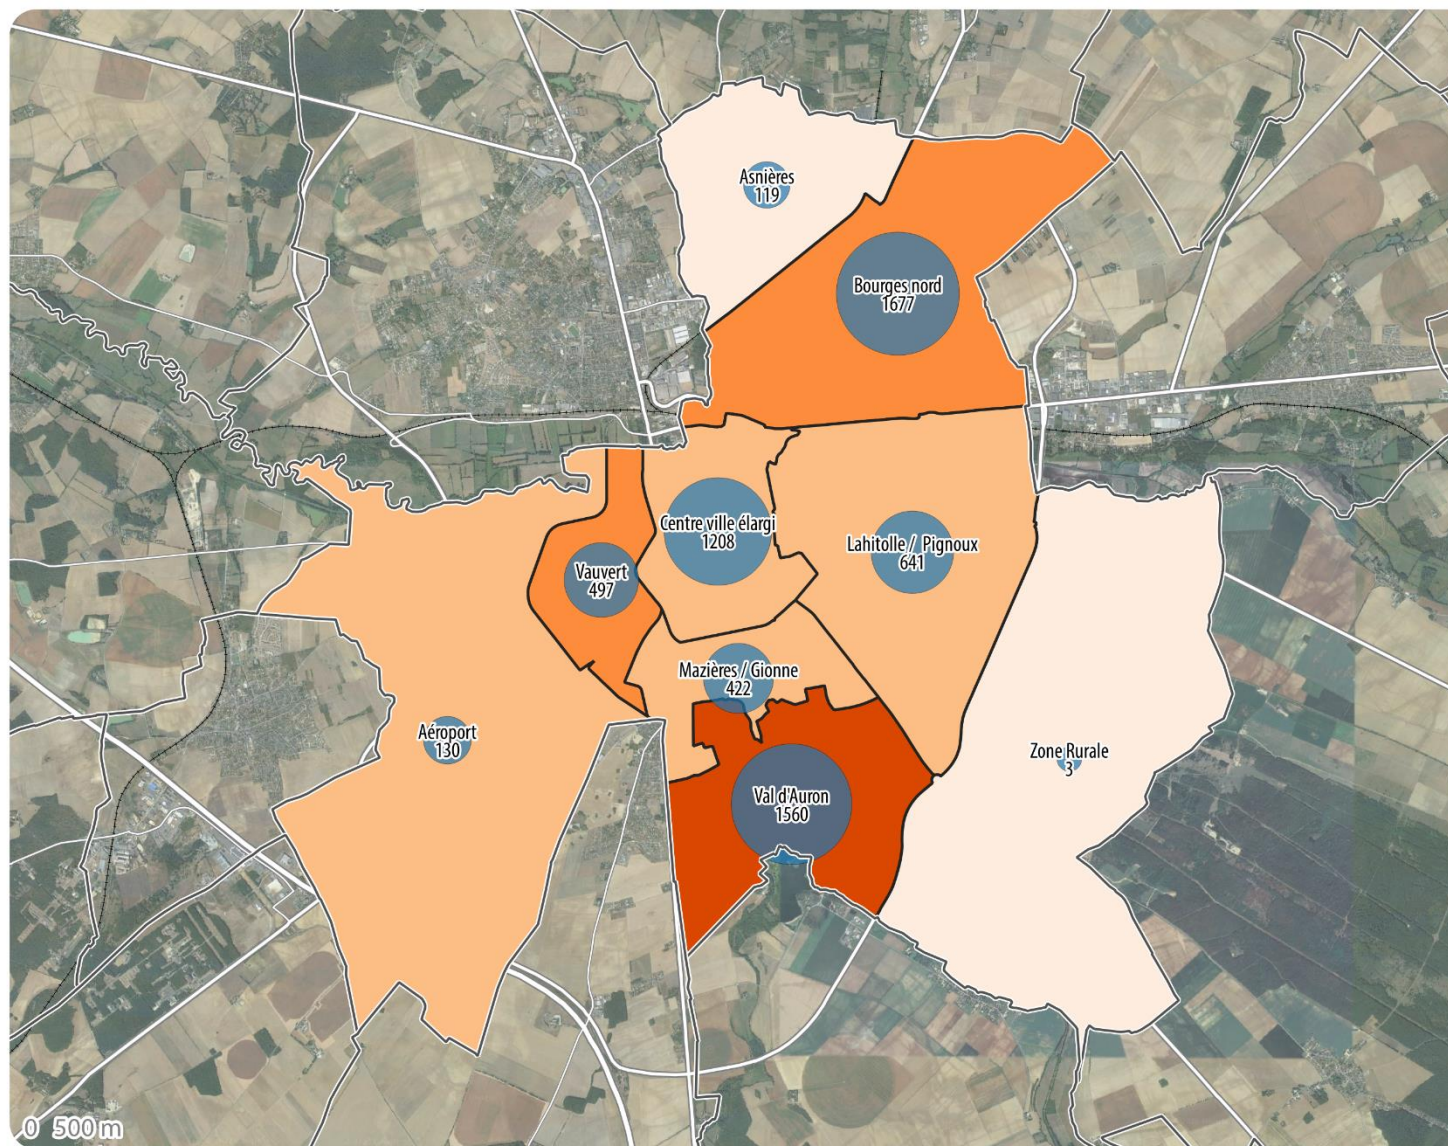 Asnières
119
Bourges nord
1677
Centre ville élargi
1208
Lahitolle / Pignoux
641
Vauvert
497
Mazières / Gionne
422
Aéroport
130
Zone Rurale
3
Val d'Auron
1560
0 500 m